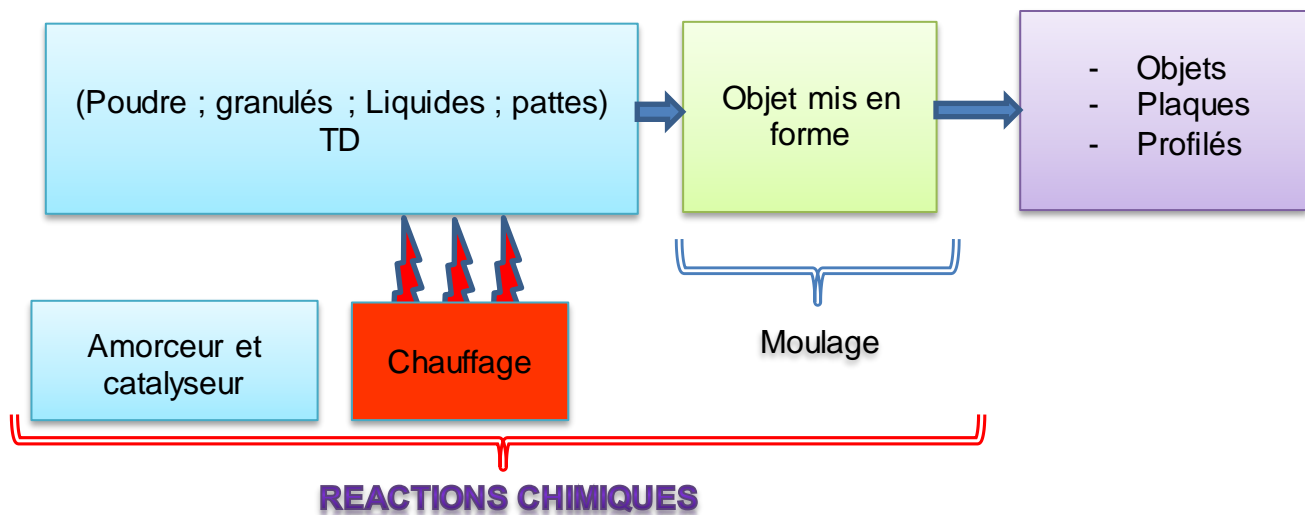 (Poudre ; granulés ; Liquides ; pattes)
TD
Objet mis en
forme
- Objets
- Plaques
- Profilés
Amorceur et
catalyseur
Chauffage
Moulage
REACTIONS CHIMIQUES